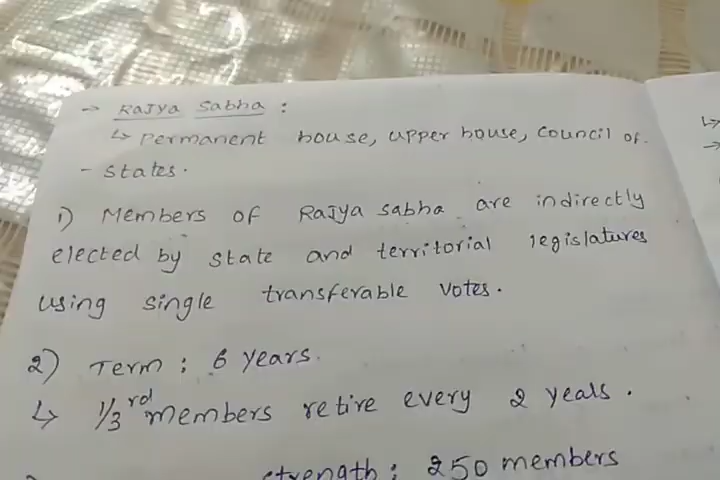 → Rajya Sabha :
↳ Permanent house, upper house, Council of
- States.
1) Members of Rajya sabha are indirectly
elected by state and territorial legislatures
using single transferable votes.
2) Term : 6 years.
↳ 1/3rd members retire every 2 years.
strength : 250 members